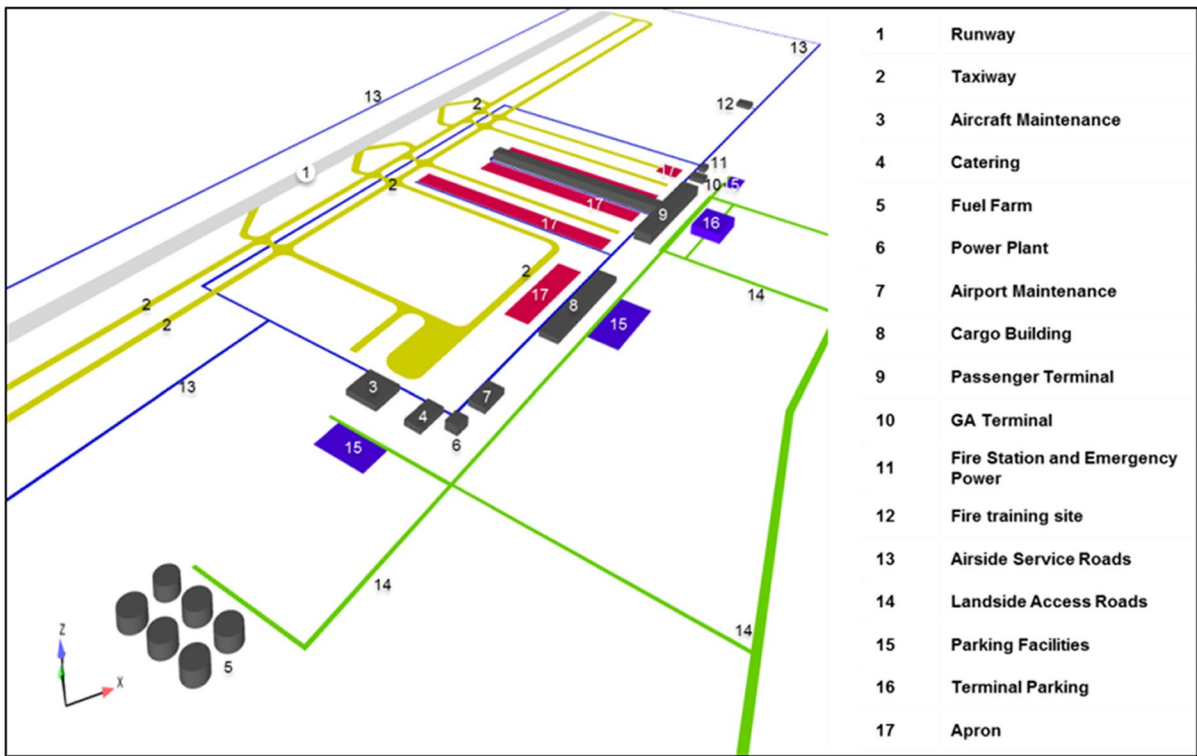 13
13
2
12
1
11
17
10
15
2
17
9
16
17
2
17
14
2
8
15
2
13
3
7
4
6
15
14
14
5
Z
X
1 Runway
2 Taxiway
3 Aircraft Maintenance
4 Catering
5 Fuel Farm
6 Power Plant
7 Airport Maintenance
8 Cargo Building
9 Passenger Terminal
10 GA Terminal
11 Fire Station and Emergency
Power
12 Fire training site
13 Airside Service Roads
14 Landside Access Roads
15 Parking Facilities
16 Terminal Parking
17 Apron